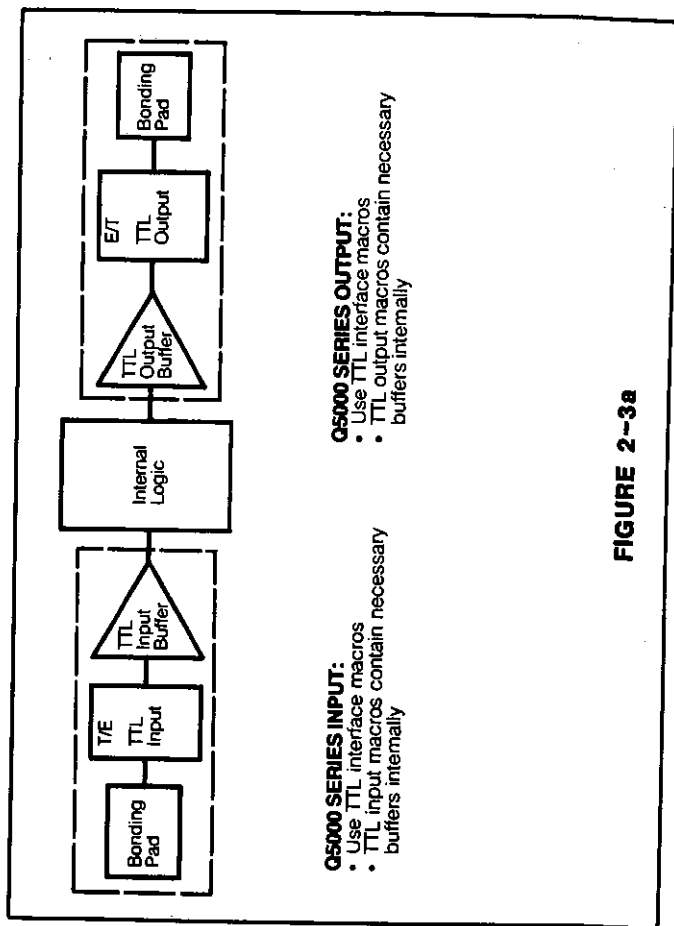 Bonding
Pad
T/E
TTL
Input
TTL
Input
Buffer
Internal
Logic
TTL
Output
Buffer
E/T
TTL
Output
Bonding
Pad
Q5000 SERIES INPUT:
• Use TTL interface macros
• TTL input macros contain necessary
buffers internally
Q5000 SERIES OUTPUT:
• Use TTL interface macros
• TTL output macros contain necessary
buffers internally
FIGURE 2-3a